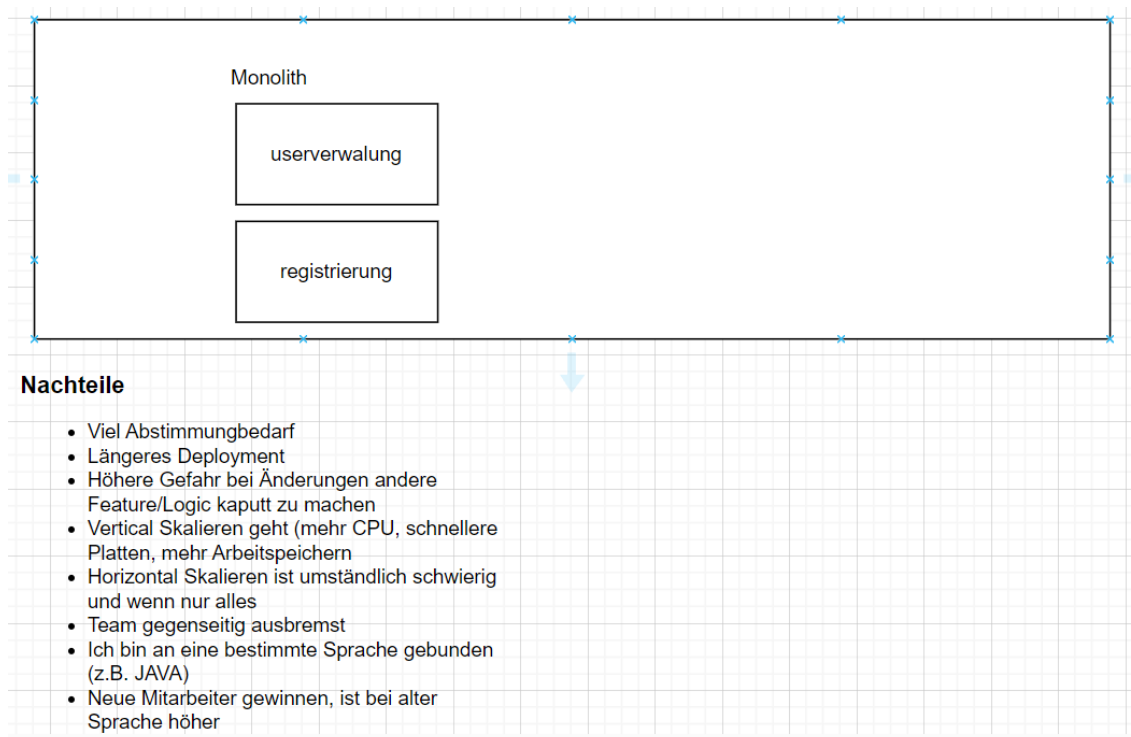 Monolith
userverwalung
registrierung
Nachteile
• Viel Abstimmungbedarf
• Längeres Deployment
• Höhere Gefahr bei Änderungen andere
Feature/Logic kaputt zu machen
• Vertical Skalieren geht (mehr CPU, schnellere
Platten, mehr Arbeitspeichern
• Horizontal Skalieren ist umständlich schwierig
und wenn nur alles
• Team gegenseitig ausbremst
• Ich bin an eine bestimmte Sprache gebunden
(z.B. JAVA)
• Neue Mitarbeiter gewinnen, ist bei alter
Sprache höher